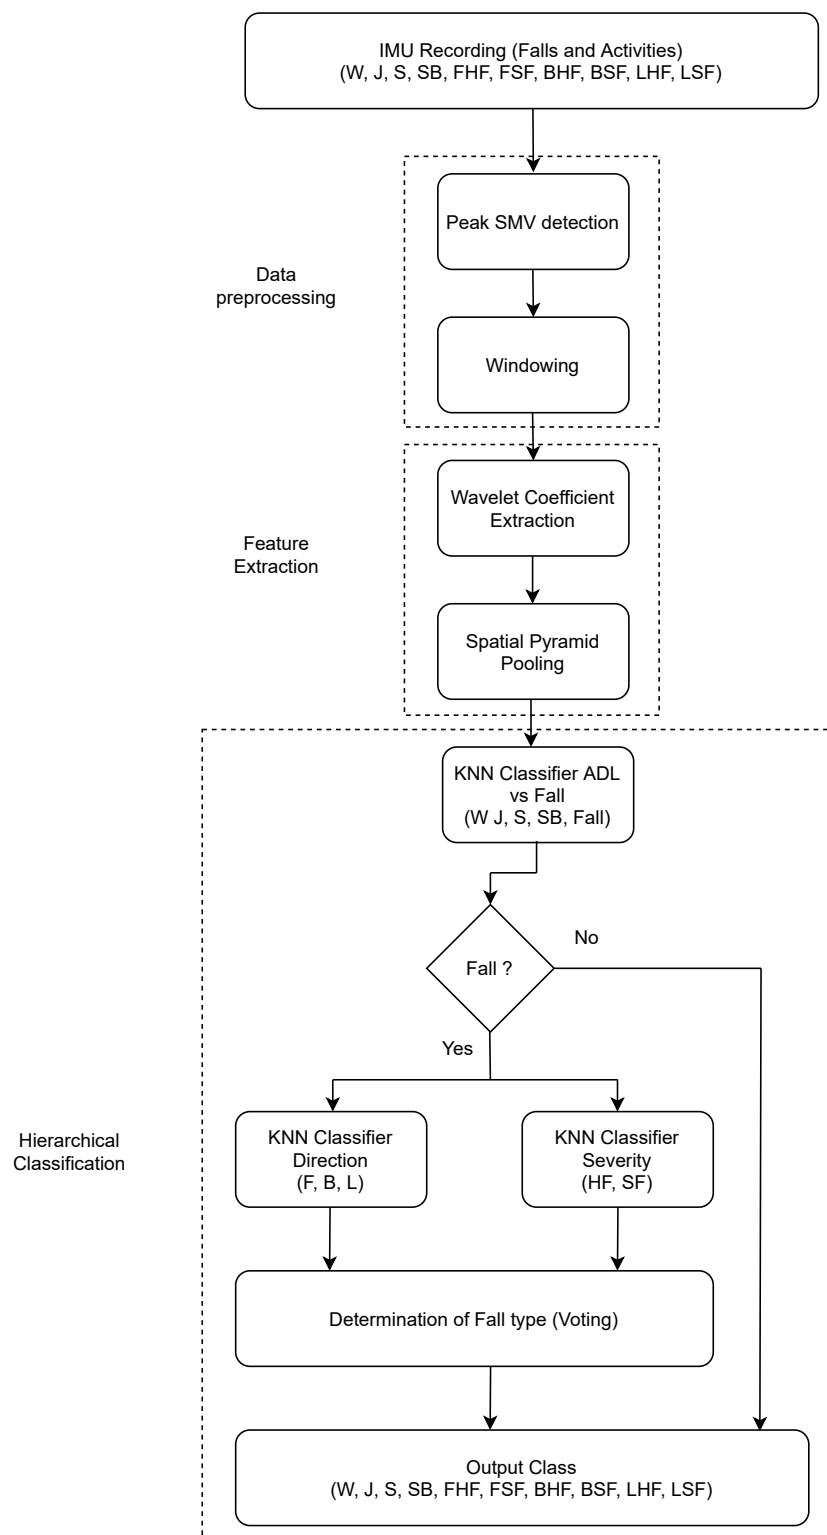 IMU Recording (Falls and Activities)
(W, J, S, SB, FHF, FSF, BHF, BSF, LHF, LSF)
Peak SMV detection
Data
preprocessing
Windowing
Wavelet Coefficient
Extraction
Feature
Extraction
Spatial Pyramid
Pooling
KNN Classifier ADL
vs Fall
(W J, S, SB, Fall)
Fall ?
No
Yes
Hierarchical
Classification
KNN Classifier
Direction
(F, B, L)
KNN Classifier
Severity
(HF, SF)
Determination of Fall type (Voting)
Output Class
(W, J, S, SB, FHF, FSF, BHF, BSF, LHF, LSF)